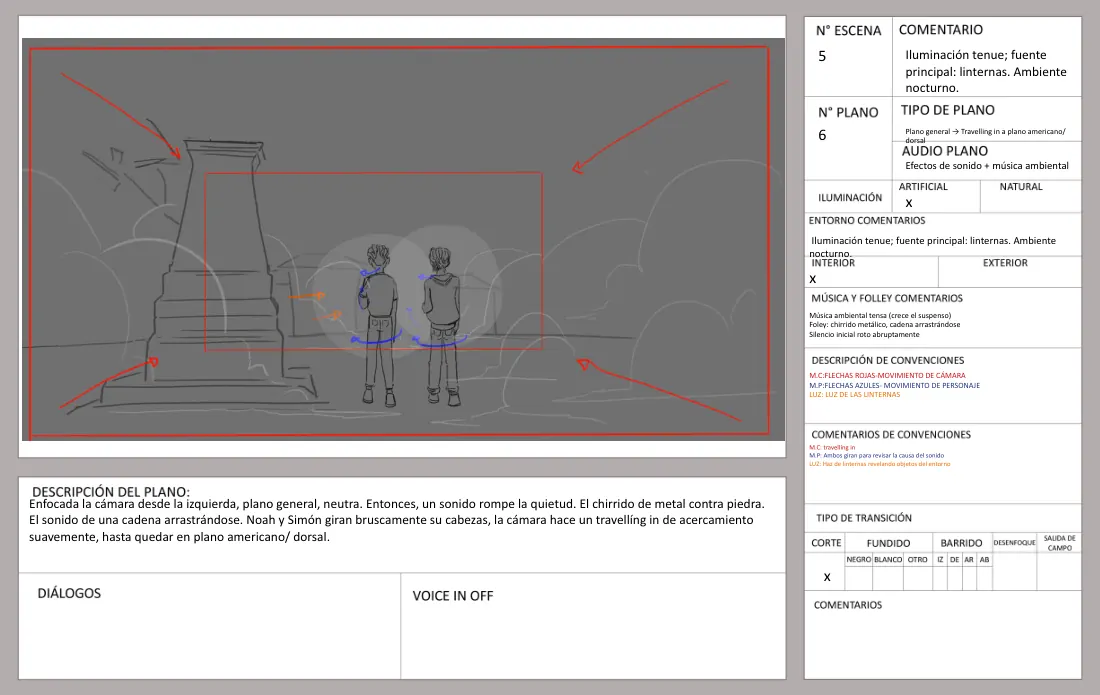 N° ESCENA
5
COMENTARIO
Iluminación tenue; fuente
principal: linternas. Ambiente
nocturno.
N° PLANO
6
TIPO DE PLANO
Plano general → Travelling in a plano americano/
dorsal
AUDIO PLANO
Efectos de sonido + música ambiental
ILUMINACIÓN
ARTIFICIAL
X
NATURAL
ENTORNO COMENTARIOS
Iluminación tenue; fuente principal: linternas. Ambiente
nocturno.
INTERIOR
X
EXTERIOR
MÚSICA Y FOLLEY COMENTARIOS
Música ambiental tensa (crece el suspenso)
Foley: chirrido metálico, cadena arrastrándose
Silencio inicial roto abruptamente
DESCRIPCIÓN DE CONVENCIONES
M.C:FLECHAS ROJAS-MOVIMIENTO DE CÁMARA
M.P:FLECHAS AZULES- MOVIMIENTO DE PERSONAJE
LUZ: LUZ DE LAS LINTERNAS
COMENTARIOS DE CONVENCIONES
M.C: travelling in
M.P: Ambos giran para revisar la causa del sonido
LUZ: Haz de linternas revelando objetos del entorno
TIPO DE TRANSICIÓN
CORTE FUNDIDO BARRIDO DESENFOQUE SALIDA DE
CAMPO
NEGRO BLANCO OTRO IZ DE AR AB
X
COMENTARIOS
DESCRIPCIÓN DEL PLANO:
Enfocada la cámara desde la izquierda, plano general, neutra. Entonces, un sonido rompe la quietud. El chirrido de metal contra piedra.
El sonido de una cadena arrastrándose. Noah y Simón giran bruscamente su cabezas, la cámara hace un travellíng in de acercamiento
suavemente, hasta quedar en plano americano/ dorsal.
DIÁLOGOS
VOICE IN OFF